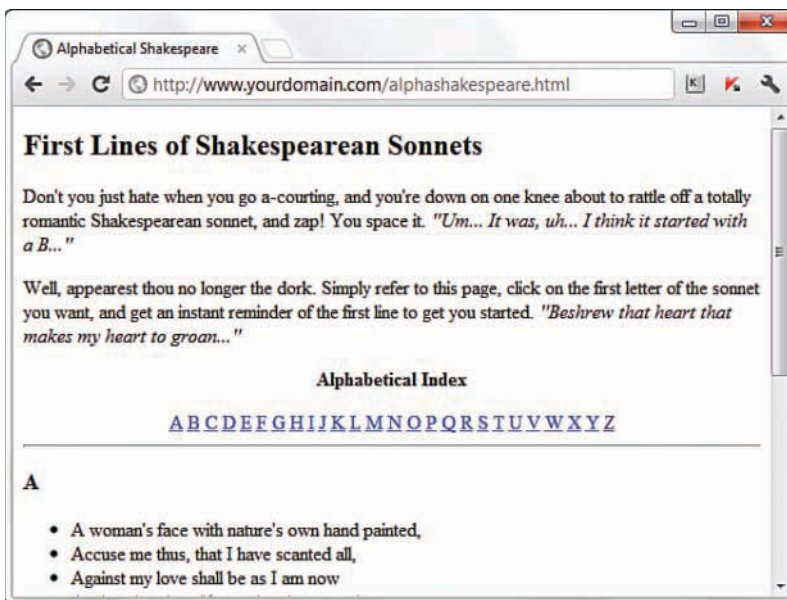 Alphabetical Shakespeare
http://www.yourdomain.com/alphashakespeare.html
First Lines of Shakespearean Sonnets
Don't you just hate when you go a-courting, and you're down on one knee about to rattle off a totally
romantic Shakespearean sonnet, and zap! You space it. "Um... It was, uh... I think it started with
a B..."
Well, appearest thou no longer the dork. Simply refer to this page, click on the first letter of the sonnet
you want, and get an instant reminder of the first line to get you started. "Beshrew that heart that
makes my heart to groan..."
Alphabetical Index
A B C D E F G H I J K L M N O P Q R S T U V W X Y Z
A
• A woman's face with nature's own hand painted,
• Accuse me thus, that I have scanted all,
• Against my love shall be as I am now